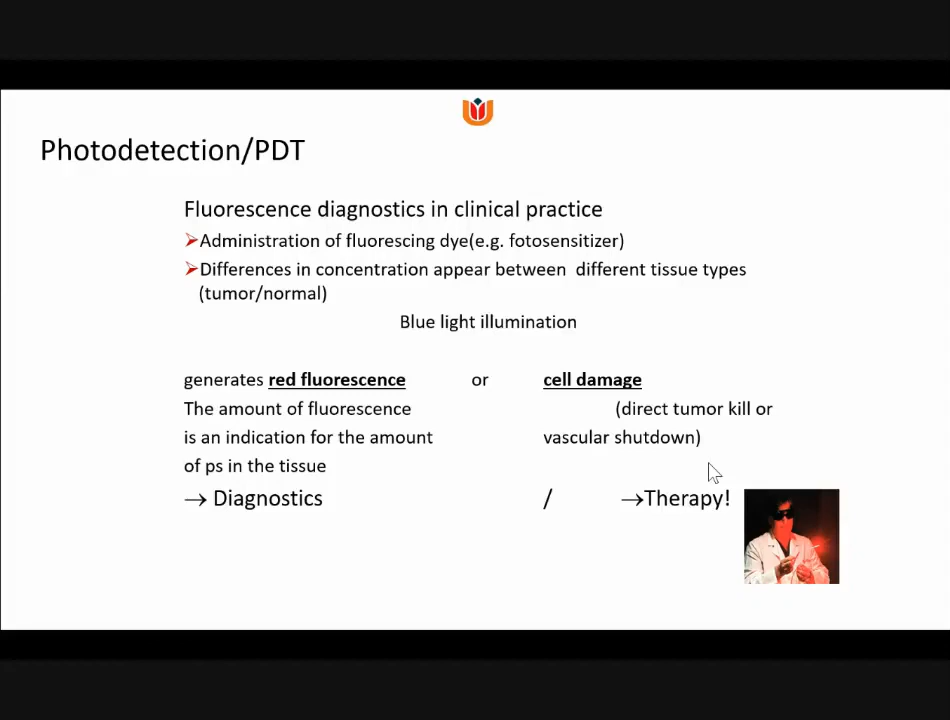 Photodetection/PDT
Fluorescence diagnostics in clinical practice
➢Administration of fluorescing dye(e.g. fotosensitizer)
➢Differences in concentration appear between different tissue types
(tumor/normal)
Blue light illumination
generates red fluorescence or cell damage
The amount of fluorescence (direct tumor kill or
is an indication for the amount vascular shutdown)
of ps in the tissue
→ Diagnostics / →Therapy!